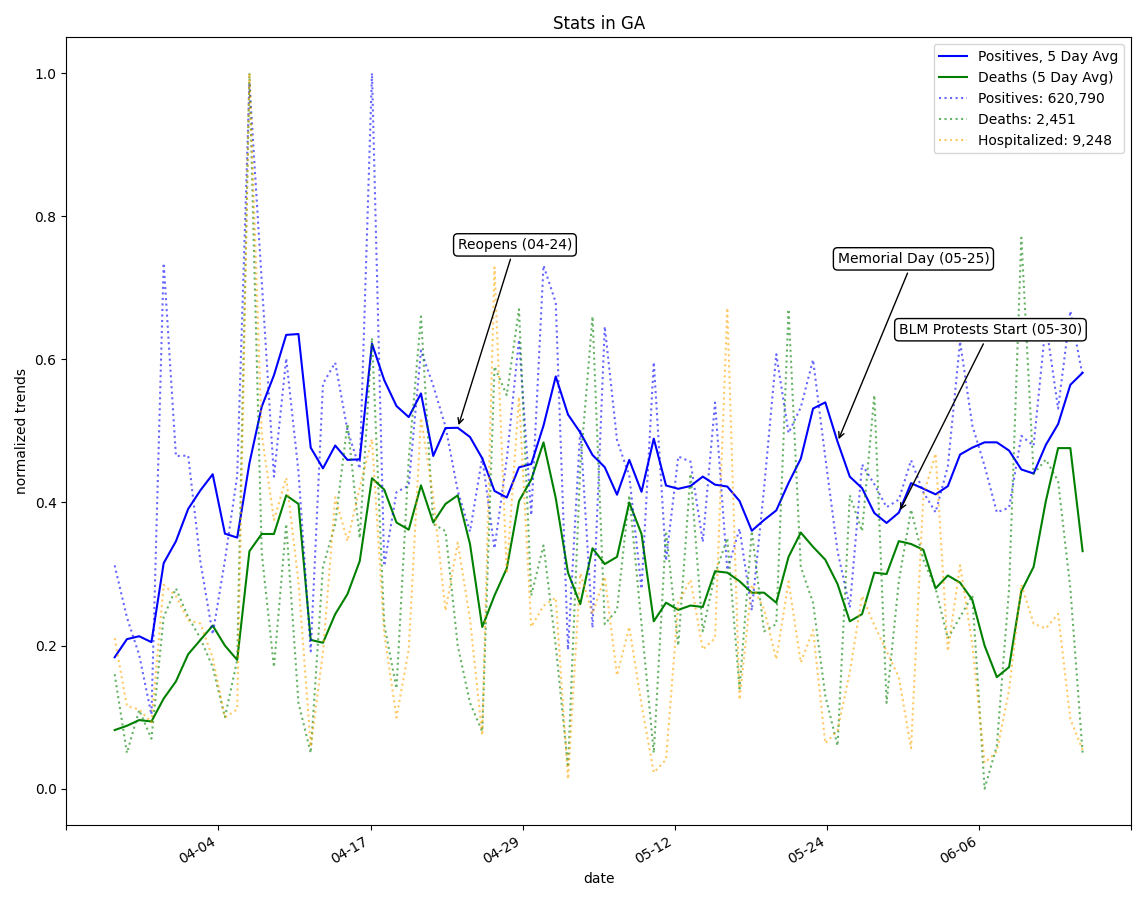 Stats in GA
Positives, 5 Day Avg
Deaths (5 Day Avg)
Positives: 620,790
Deaths: 2,451
Hospitalized: 9,248
1.0
0.8
0.6
0.4
0.2
0.0
normalized trends
Reopens (04-24)
Memorial Day (05-25)
BLM Protests Start (05-30)
04-04
04-17
04-29
05-12
05-24
06-06
date